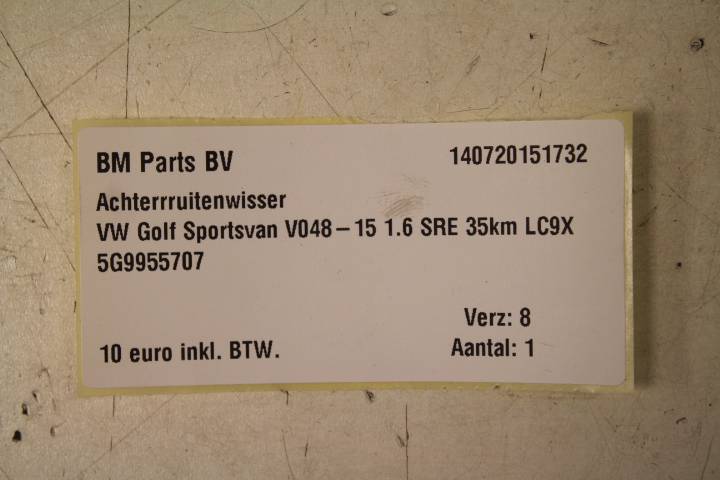 BM Parts BV 140720151732
Achterrruitenwisser
VW Golf Sportsvan V048-15 1.6 SRE 35km LC9X
5G9955707
Verz: 8
10 euro inkl. BTW. Aantal: 1